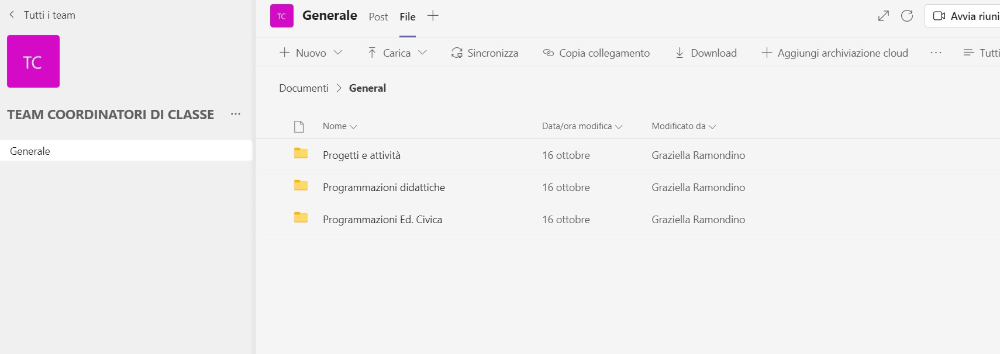 Tutti i team
TC
TEAM COORDINATORI DI CLASSE ...
Generale
TC Generale Post File
Avvia riuni
Nuovo Carica Sincronizza Copia collegamento Download Aggiungi archiviazione cloud ... Tutti
Documenti > General
Nome Data/ora modifica Modificato da
Progetti e attività 16 ottobre Graziella Ramondino
Programmazioni didattiche 16 ottobre Graziella Ramondino
Programmazioni Ed. Civica 16 ottobre Graziella Ramondino